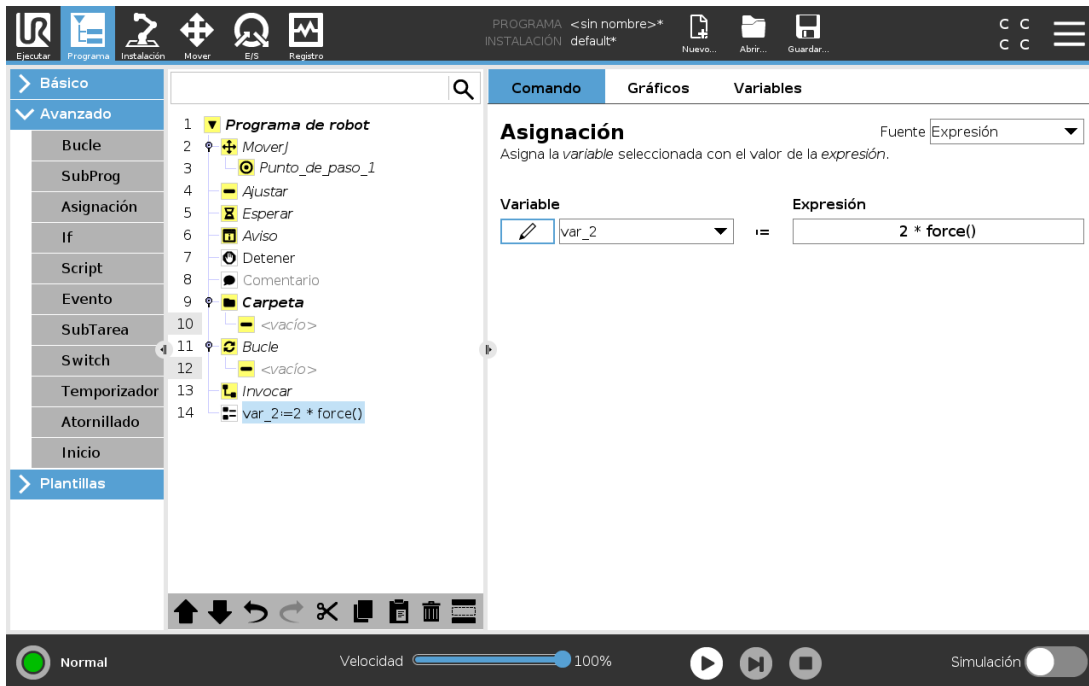 UR
Ejecutar
Programa
Instalación
Mover
E/S
Registro
PROGRAMA <sin nombre>*
INSTALACIÓN default*
Nuevo...
Abrir...
Guardar...
C C
C C
Básico
Avanzado
Bucle
SubProg
Asignación
If
Script
Evento
SubTarea
Switch
Temporizador
Atornillado
Inicio
Plantillas
1 Programa de robot
2 MoverJ
3 Punto_de_paso_1
4 Ajustar
5 Esperar
6 Aviso
7 Detener
8 Comentario
9 Carpeta
10 <vacío>
11 Bucle
12 <vacío>
13 Invocar
14 var_2:=2 * force()
Comando Gráficos Variables
Asignación
Fuente Expresión
Asigna la variable seleccionada con el valor de la expresión.
Variable Expresión
var_2 := 2 * force()
Normal
Velocidad 100%
Simulación